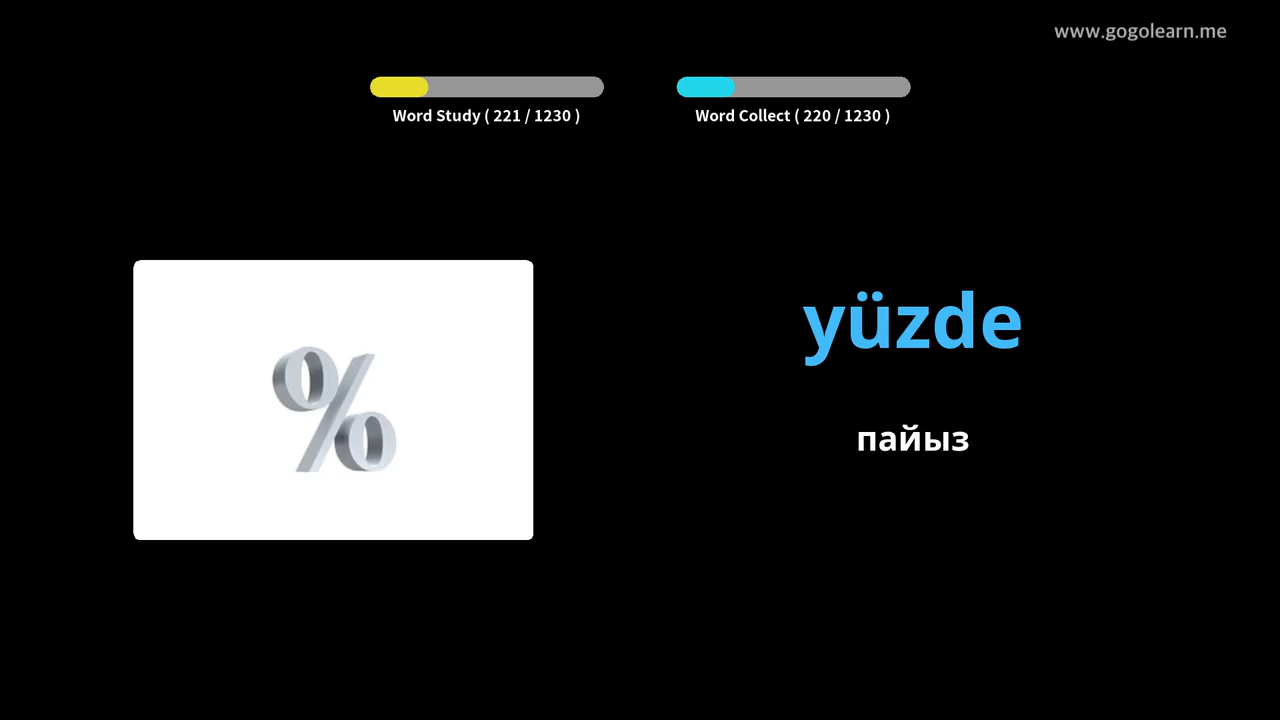 www.gogolearn.me
Word Study ( 221 / 1230 )
Word Collect ( 220 / 1230 )
%
yüzde
пайыз